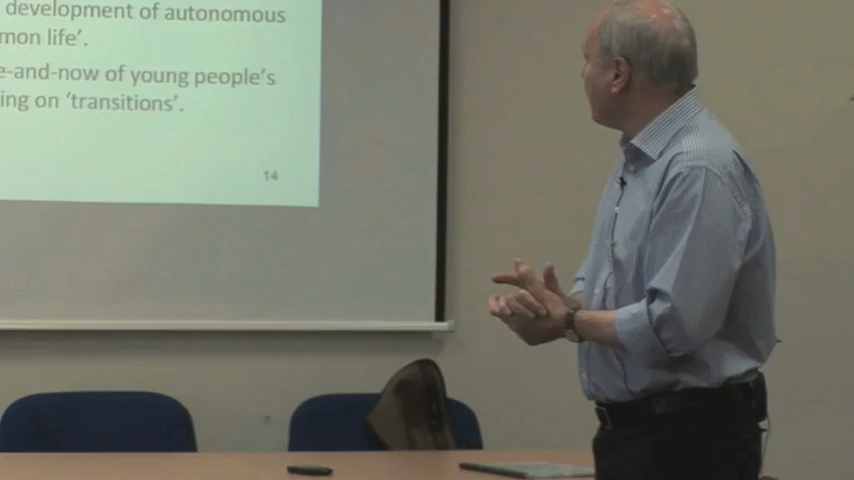 development of autonomous
mon life’.
e-and-now of young people’s
ing on ‘transitions’.
14